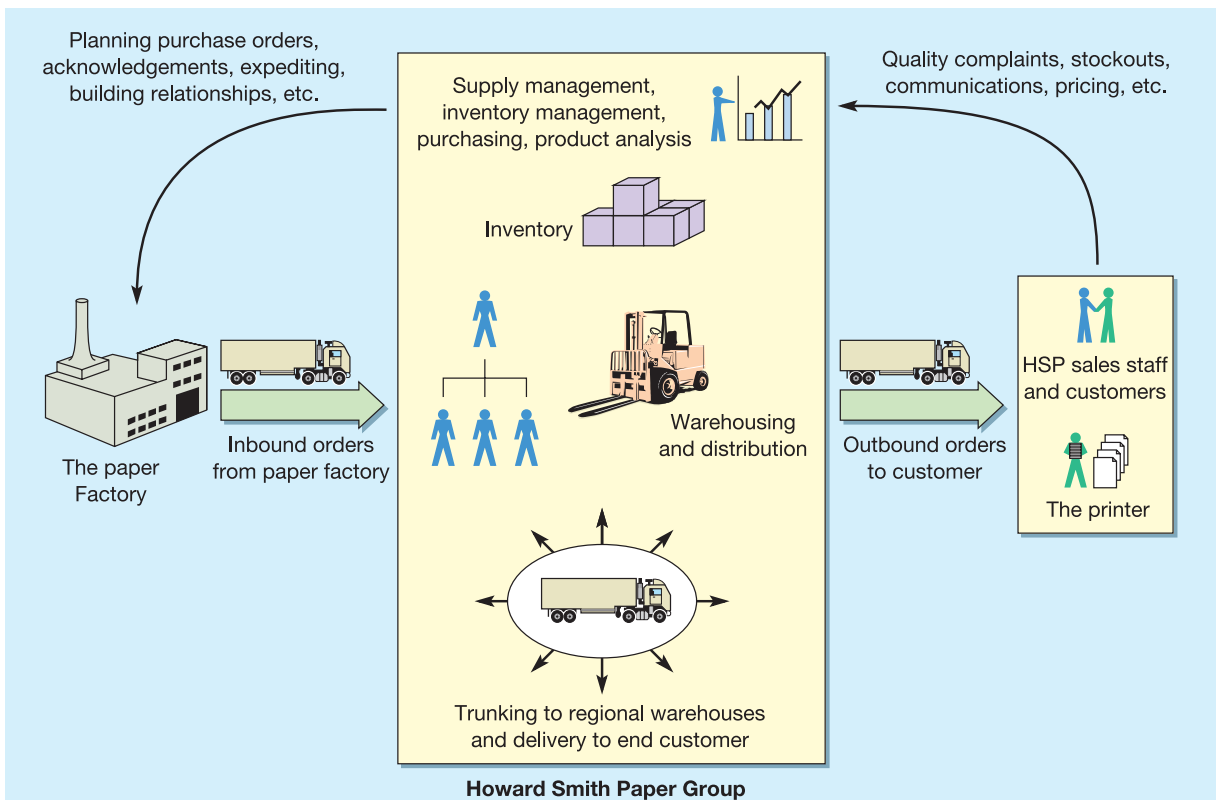 Planning purchase orders,
acknowledgements, expediting,
building relationships, etc.
Supply management,
inventory management,
purchasing, product analysis
Quality complaints, stockouts,
communications, pricing, etc.
Inventory
The paper
Factory
Inbound orders
from paper factory
Warehousing
and distribution
Outbound orders
to customer
HSP sales staff
and customers
The printer
Trunking to regional warehouses
and delivery to end customer
Howard Smith Paper Group